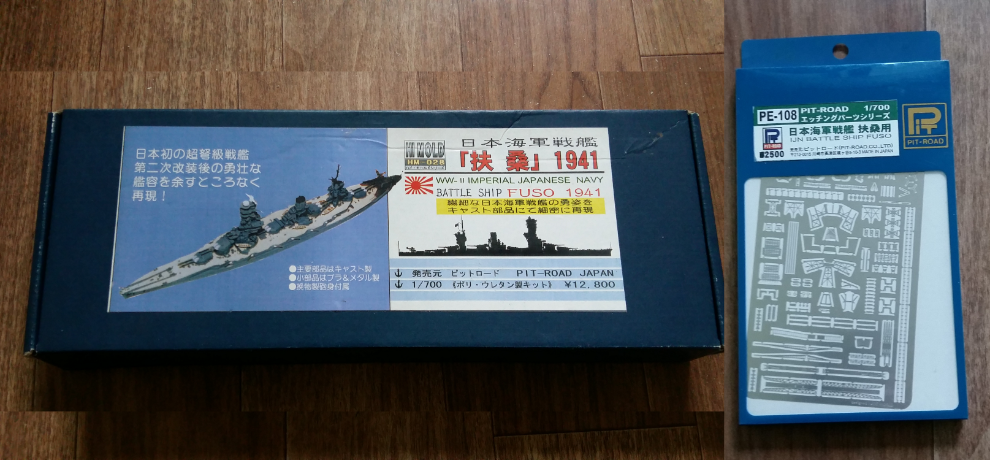 日本初の超弩級戦艦
第二次改装後の勇壮な
艦容を余すところなく
再現！
●主要部品はキャスト製
●小部品はプラ&メタル製
●挽物製砲身付属
HI MOLD
HM-028
日本海軍戦艦
「扶桑」1941
WW-II IMPERIAL JAPANESE NAVY
BATTLE SHIP FUSO 1941
繊細な日本海軍戦艦の勇姿を
キャスト部品にて細密に再現
発売元 ピットロード PIT-ROAD JAPAN
1/700 《ポリ・ウレタン製キット》 ¥12,800
PE-108 PIT-ROAD 1/700
エッチングパーツシリーズ
日本海軍戦艦 扶桑用
IJN BATTLE SHIP FUSO
PIT-ROAD
2500
PIT
PIT-ROAD